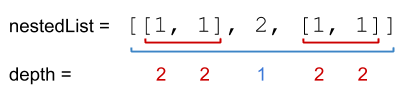 nestedList = [[1, 1], 2, [1, 1]]
depth = 2 2 1 2 2